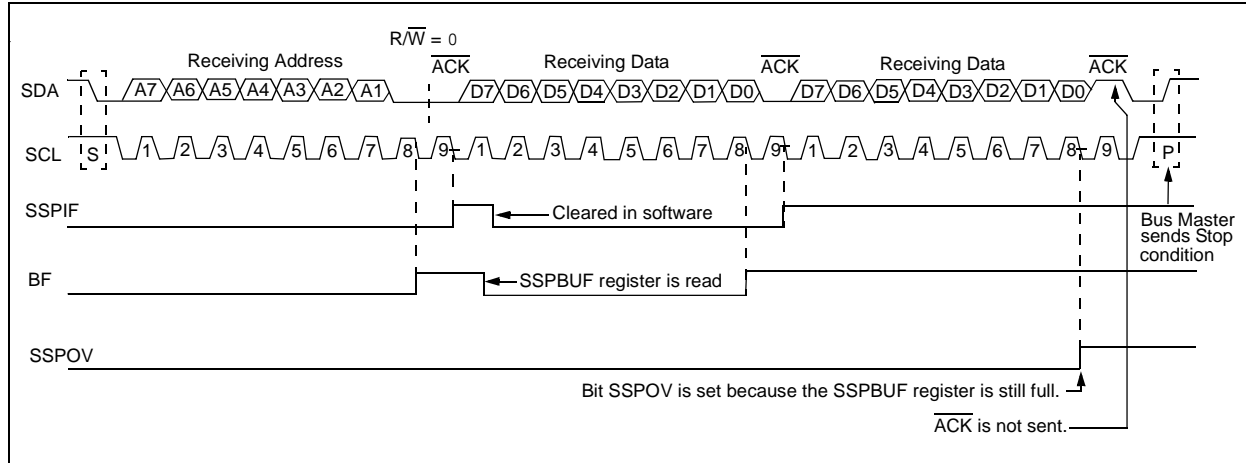 R/W = 0
Receiving Address
ACK
Receiving Data
ACK
Receiving Data
ACK
SDA
A7 A6 A5 A4 A3 A2 A1
D7 D6 D5 D4 D3 D2 D1 D0
D7 D6 D5 D4 D3 D2 D1 D0
SCL
S
1 2 3 4 5 6 7 8 9
1 2 3 4 5 6 7 8 9
1 2 3 4 5 6 7 8 9
P
SSPIF
Cleared in software
Bus Master
sends Stop
condition
BF
SSPBUF register is read
SSPOV
Bit SSPOV is set because the SSPBUF register is still full.
ACK is not sent.